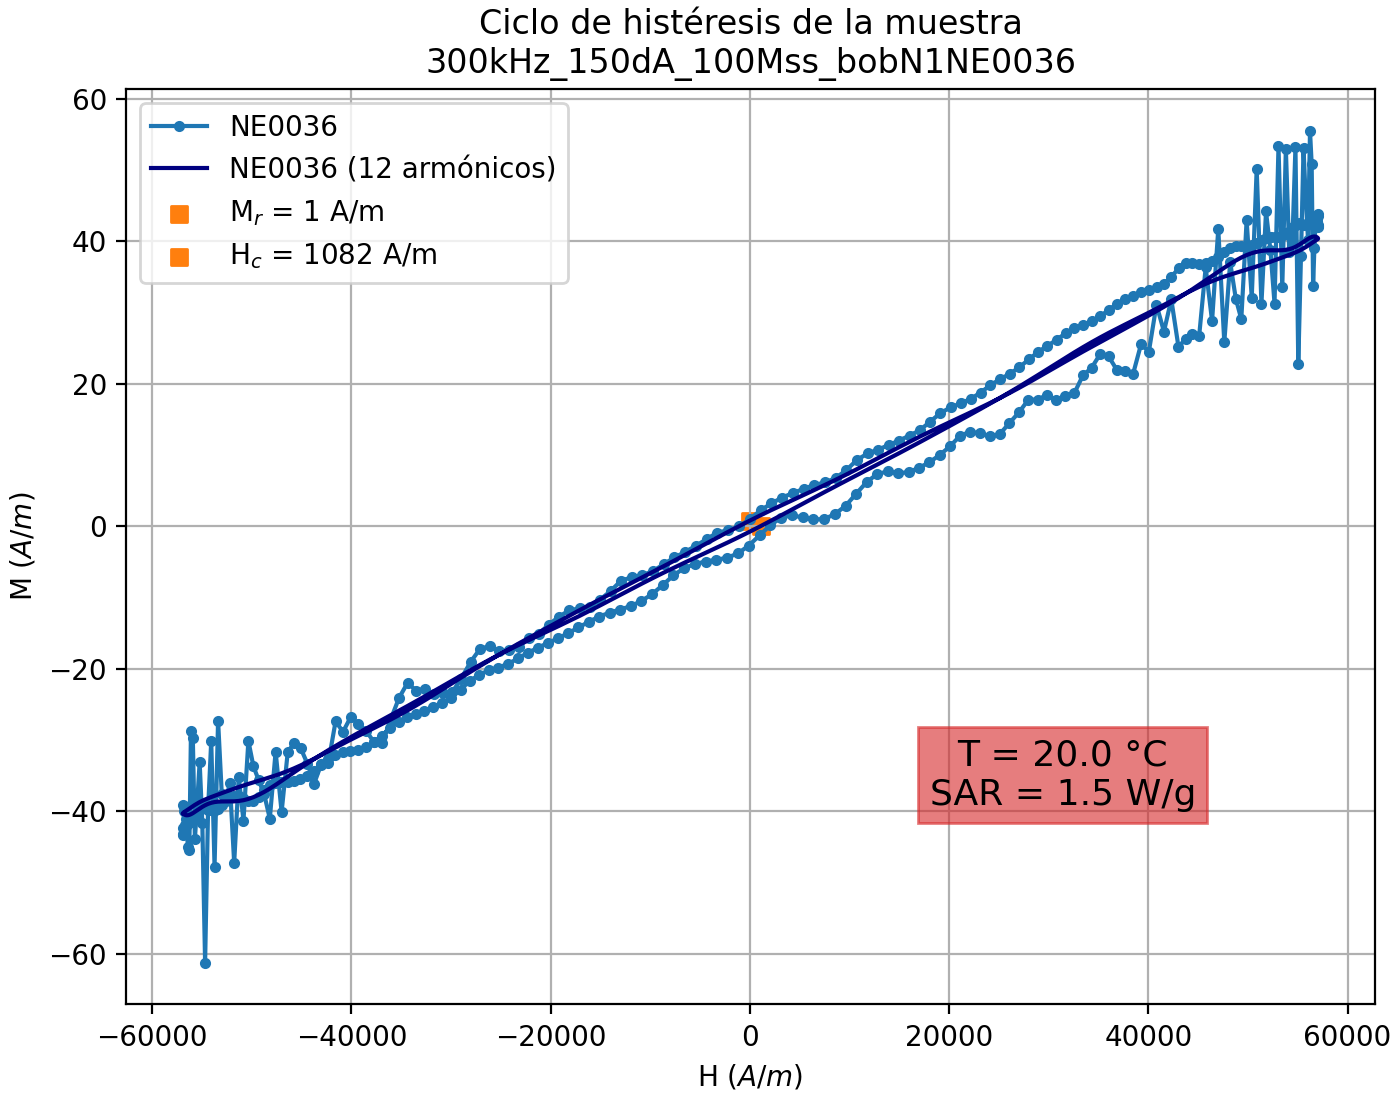 Ciclo de histéresis de la muestra
300kHz_150dA_100Mss_bobN1NE0036
NE0036
NE0036 (12 armónicos)
Mᵣ = 1 A/m
H꜀ = 1082 A/m
60
40
20
0
−20
−40
−60
M (A/m)
T = 20.0 °C
SAR = 1.5 W/g
−60000 −40000 −20000 0 20000 40000 60000
H (A/m)